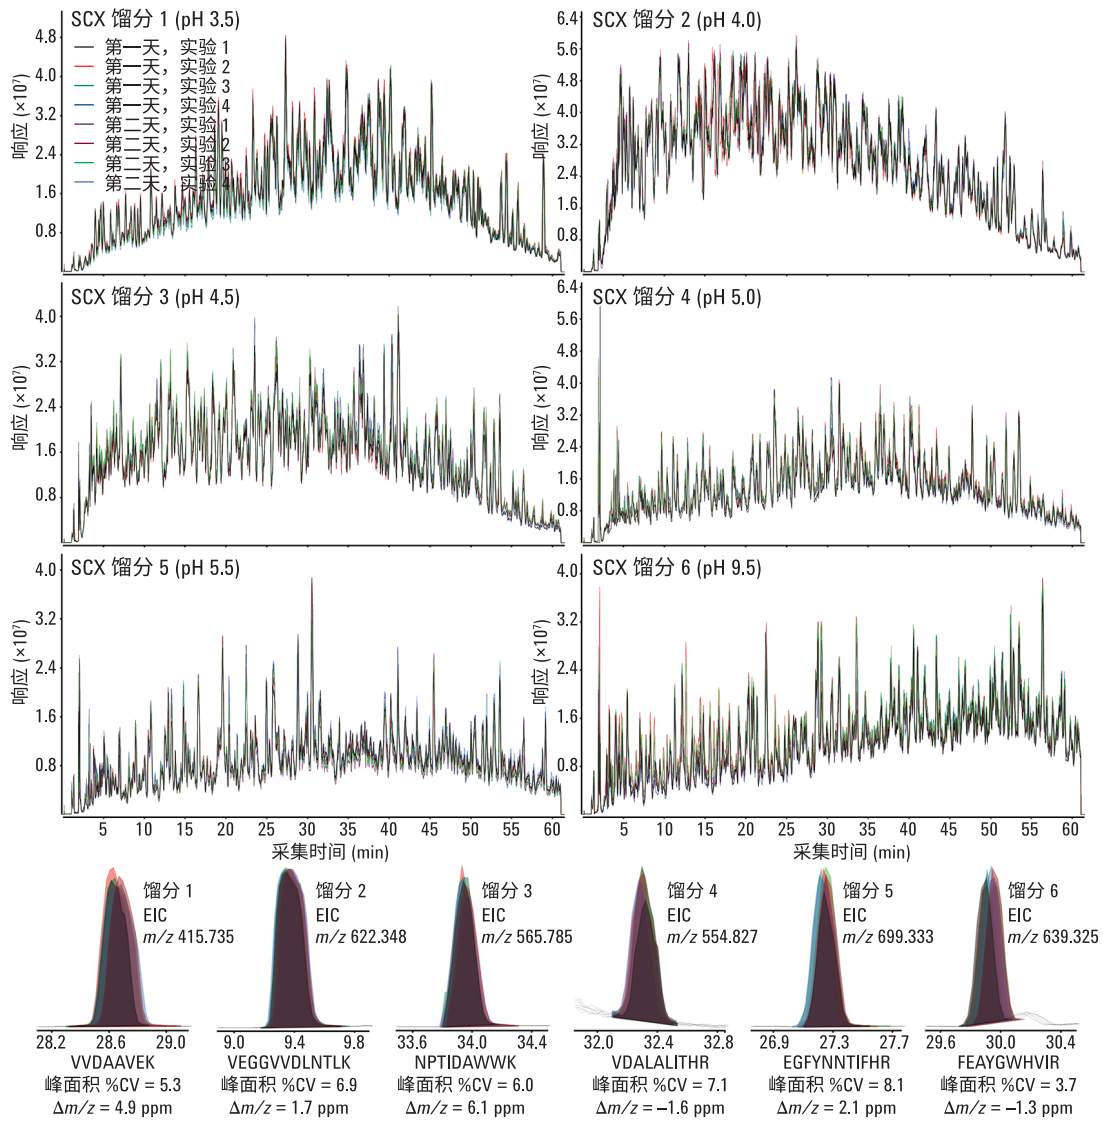 SCX 馏分 1 (pH 3.5)
4.8
4.0
3.2
2.4
1.6
0.8
响应 (×10⁷)
第一天，实验 1
第一天，实验 2
第一天，实验 3
第一天，实验 4
第二天，实验 1
第二天，实验 2
第二天，实验 3
第二天，实验 4
SCX 馏分 2 (pH 4.0)
6.4
5.6
4.8
4.0
3.2
2.4
1.6
0.8
响应 (×10⁷)
SCX 馏分 3 (pH 4.5)
4.0
3.2
2.4
1.6
0.8
响应 (×10⁷)
SCX 馏分 4 (pH 5.0)
6.4
5.6
4.8
4.0
3.2
2.4
1.6
0.8
响应 (×10⁷)
SCX 馏分 5 (pH 5.5)
4.0
3.2
2.4
1.6
0.8
响应 (×10⁷)
5 10 15 20 25 30 35 40 45 50 55 60
采集时间 (min)
SCX 馏分 6 (pH 9.5)
4.0
3.2
2.4
1.6
0.8
响应 (×10⁷)
5 10 15 20 25 30 35 40 45 50 55 60
采集时间 (min)
馏分 1
EIC
m/z 415.735
28.2 28.6 29.0
VVDAAVEK
峰面积 %CV = 5.3
Δm/z = 4.9 ppm
馏分 2
EIC
m/z 622.348
9.0 9.4 9.8
VEGGVVDLNTLK
峰面积 %CV = 6.9
Δm/z = 1.7 ppm
馏分 3
EIC
m/z 565.785
33.6 34.0 34.4
NPTIDAWWK
峰面积 %CV = 6.0
Δm/z = 6.1 ppm
馏分 4
EIC
m/z 554.827
32.0 32.4 32.8
VDALALITHR
峰面积 %CV = 7.1
Δm/z = –1.6 ppm
馏分 5
EIC
m/z 699.333
26.9 27.3 27.7
EGFYNNTIFHR
峰面积 %CV = 8.1
Δm/z = 2.1 ppm
馏分 6
EIC
m/z 639.325
29.6 30.0 30.4
FEAYGWHVIR
峰面积 %CV = 3.7
Δm/z = –1.3 ppm